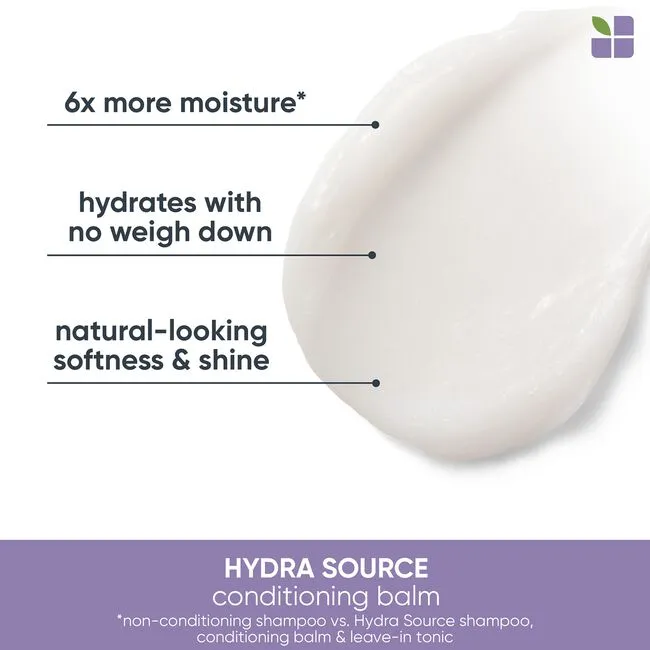 6x more moisture*
hydrates with
no weigh down
natural-looking
softness & shine
HYDRA SOURCE
conditioning balm
*non-conditioning shampoo vs. Hydra Source shampoo,
conditioning balm & leave-in tonic